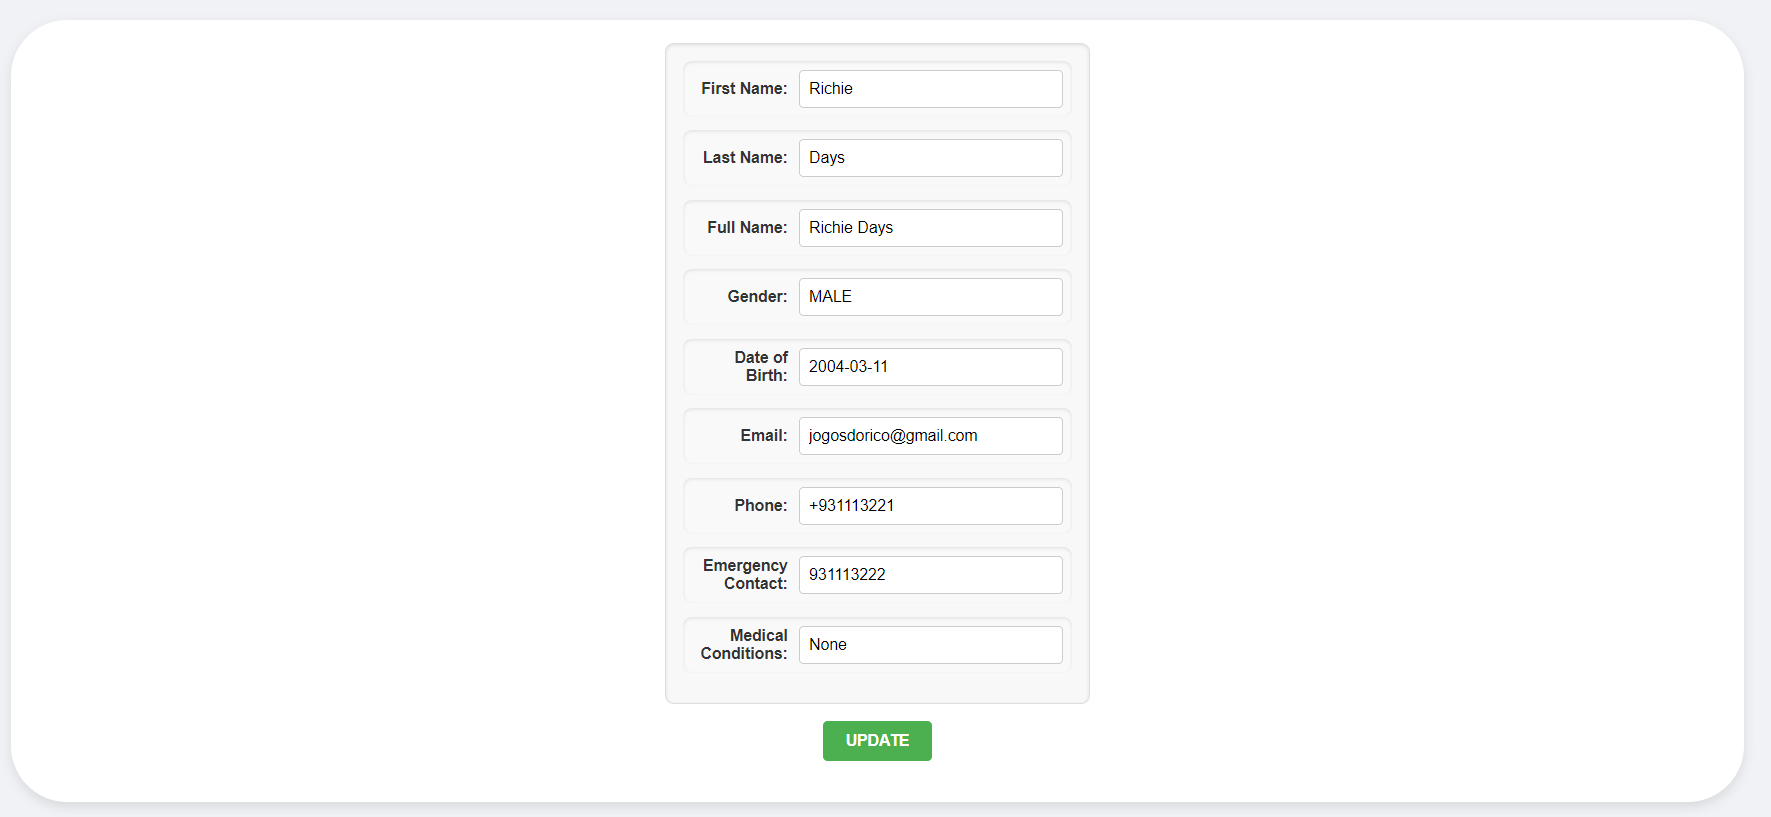 First Name: Richie
Last Name: Days
Full Name: Richie Days
Gender: MALE
Date of
Birth: 2004-03-11
Email: jogosdorico@gmail.com
Phone: +931113221
Emergency
Contact: 931113222
Medical
Conditions: None
UPDATE